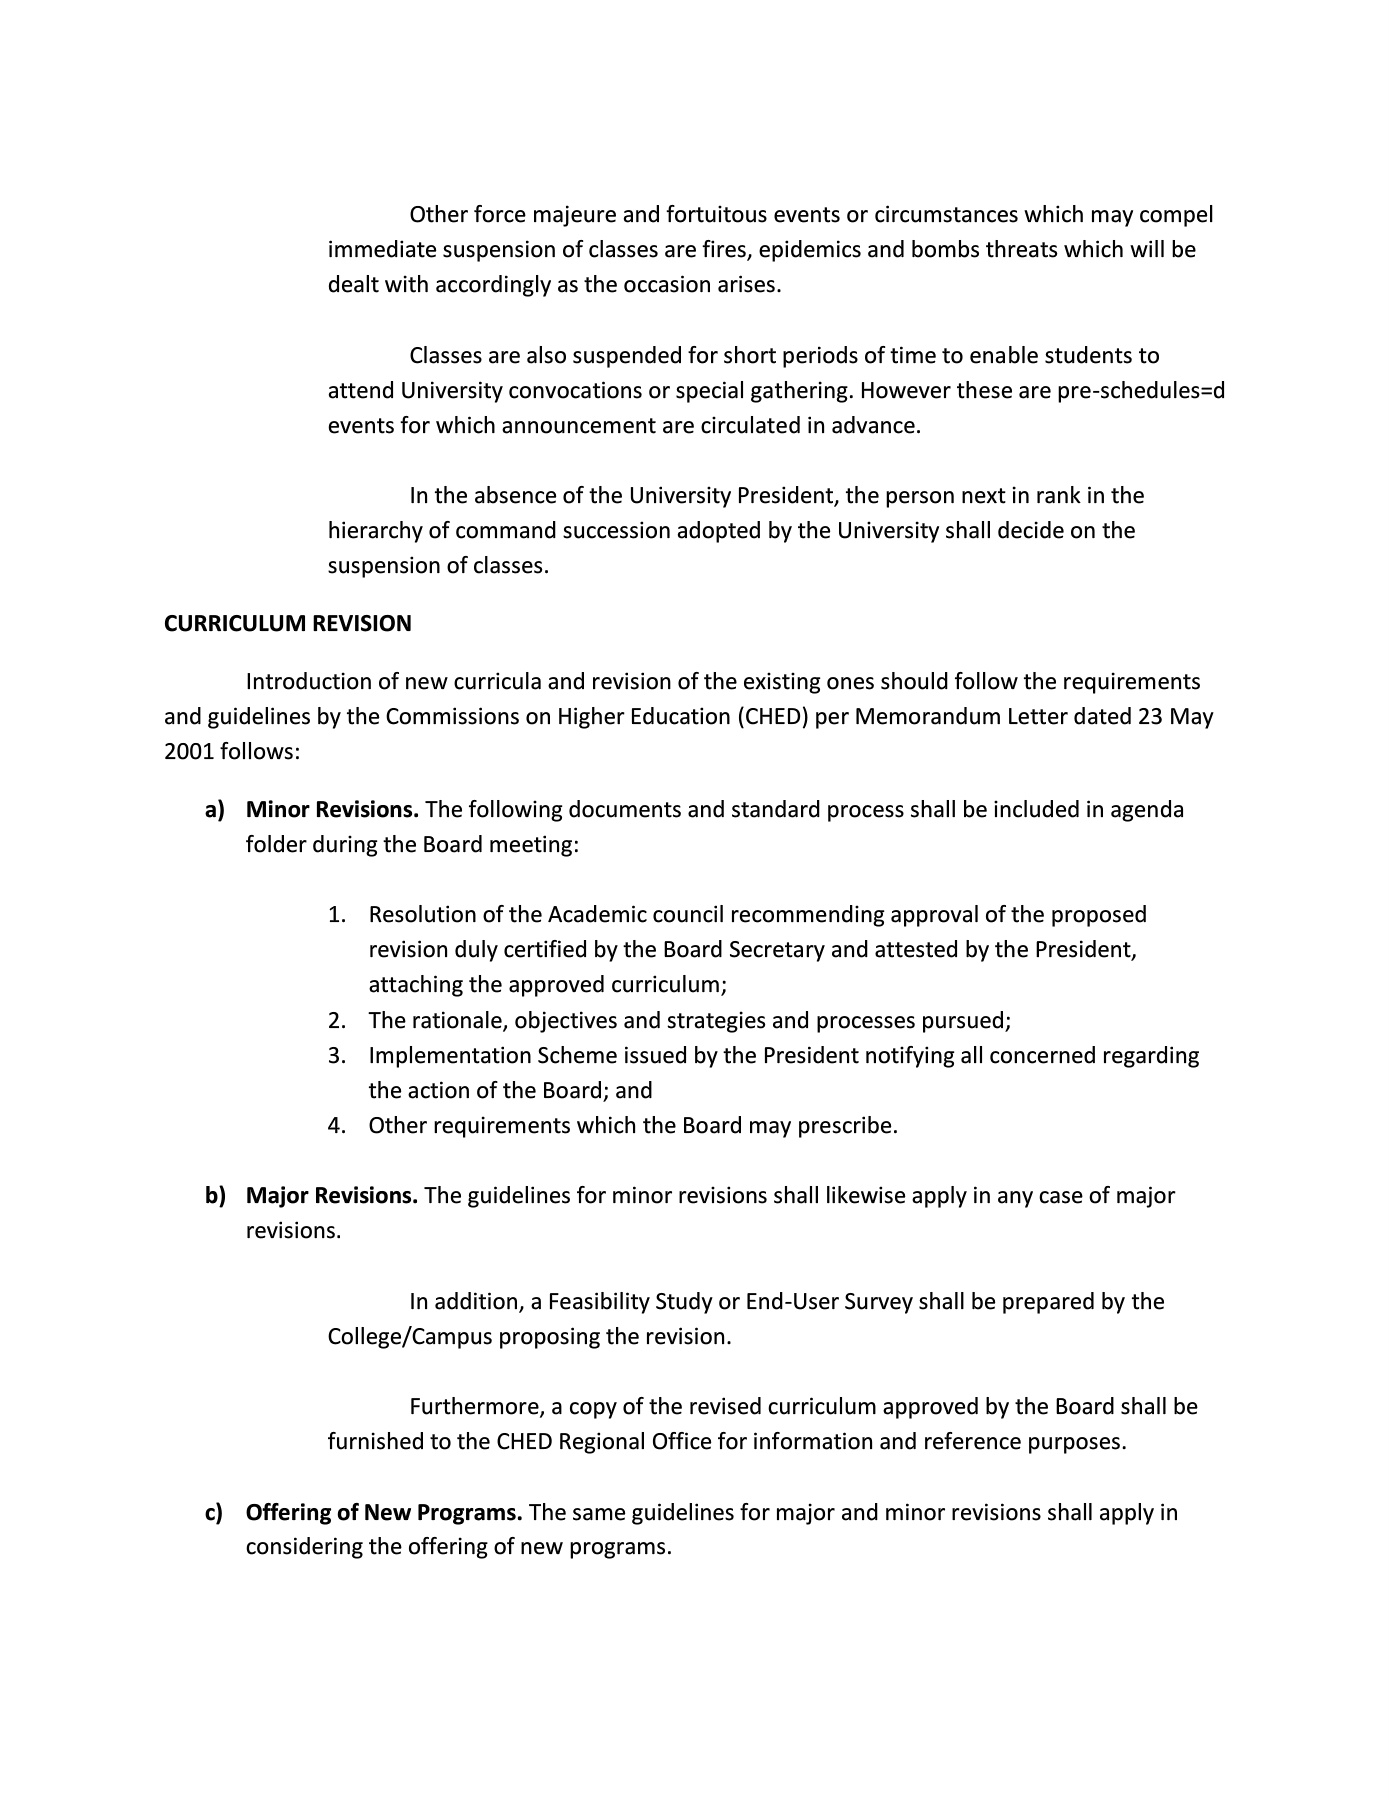 Other force majeure and fortuitous events or circumstances which may compel
immediate suspension of classes are fires, epidemics and bombs threats which will be
dealt with accordingly as the occasion arises.
Classes are also suspended for short periods of time to enable students to
attend University convocations or special gathering. However these are pre-schedules=d
events for which announcement are circulated in advance.
In the absence of the University President, the person next in rank in the
hierarchy of command succession adopted by the University shall decide on the
suspension of classes.
CURRICULUM REVISION
Introduction of new curricula and revision of the existing ones should follow the requirements
and guidelines by the Commissions on Higher Education (CHED) per Memorandum Letter dated 23 May
2001 follows:
a) Minor Revisions. The following documents and standard process shall be included in agenda
folder during the Board meeting:
1. Resolution of the Academic council recommending approval of the proposed
revision duly certified by the Board Secretary and attested by the President,
attaching the approved curriculum;
2. The rationale, objectives and strategies and processes pursued;
3. Implementation Scheme issued by the President notifying all concerned regarding
the action of the Board; and
4. Other requirements which the Board may prescribe.
b) Major Revisions. The guidelines for minor revisions shall likewise apply in any case of major
revisions.
In addition, a Feasibility Study or End-User Survey shall be prepared by the
College/Campus proposing the revision.
Furthermore, a copy of the revised curriculum approved by the Board shall be
furnished to the CHED Regional Office for information and reference purposes.
c) Offering of New Programs. The same guidelines for major and minor revisions shall apply in
considering the offering of new programs.